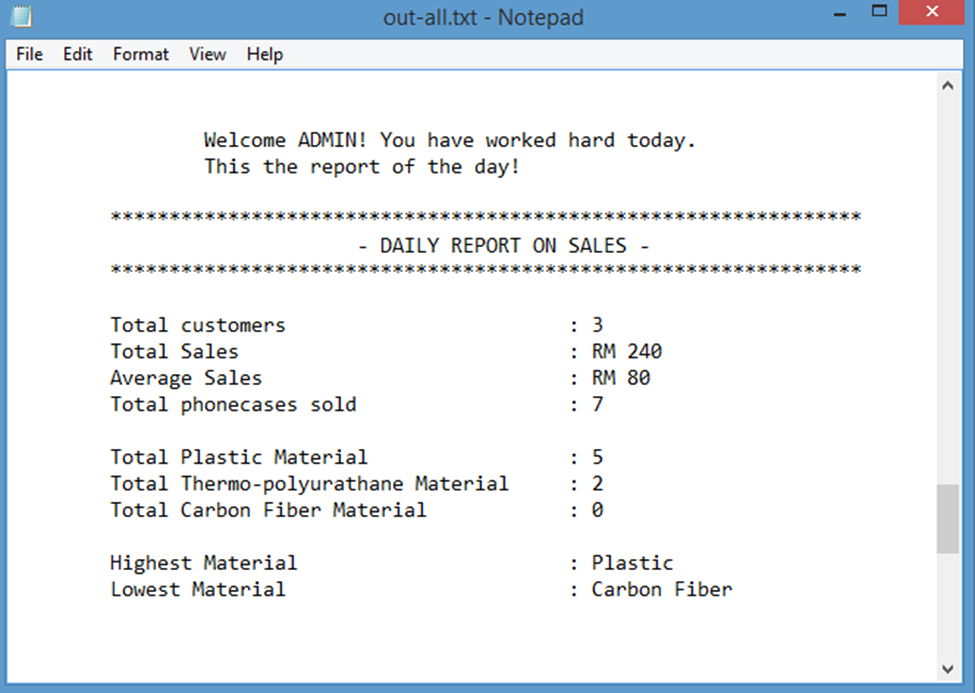 out-all.txt - Notepad
File Edit Format View Help
Welcome ADMIN! You have worked hard today.
This the report of the day!
****************************************************************
- DAILY REPORT ON SALES -
****************************************************************
Total customers : 3
Total Sales : RM 240
Average Sales : RM 80
Total phonecases sold : 7
Total Plastic Material : 5
Total Thermo-polyurathane Material : 2
Total Carbon Fiber Material : 0
Highest Material : Plastic
Lowest Material : Carbon Fiber